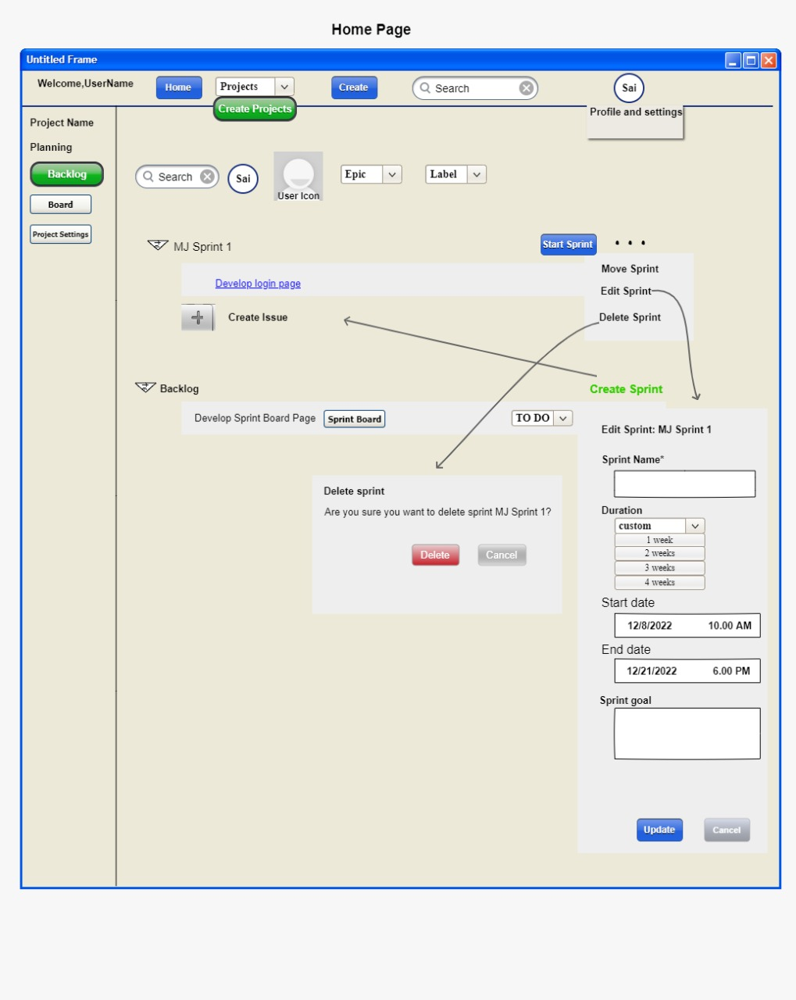 Home Page
Untitled Frame
Welcome,UserName
Home
Projects
Create
Search
Sai
Create Projects
Profile and settings
Project Name
Planning
Backlog
Board
Project Settings
Search
Sai
User Icon
Epic
Label
MJ Sprint 1
Start Sprint
Move Sprint
Develop login page
Edit Sprint
Create Issue
Delete Sprint
Backlog
Create Sprint
Develop Sprint Board Page
Sprint Board
TO DO
Edit Sprint: MJ Sprint 1
Sprint Name*
Delete sprint
Are you sure you want to delete sprint MJ Sprint 1?
Delete
Cancel
Duration
custom
1 week
2 weeks
3 weeks
4 weeks
Start date
12/8/2022 10.00 AM
End date
12/21/2022 6.00 PM
Sprint goal
Update
Cancel